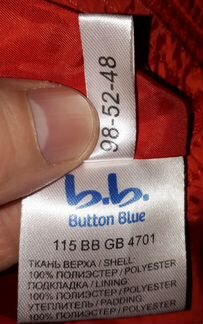 98-52-48
b.b.
Button Blue
115 BB GB 4701
ТКАНЬ ВЕРХА / SHELL:
100% ПОЛИЭСТЕР / POLYESTER
ПОДКЛАДКА / LINING
100% ПОЛИЭСТЕР / POLYESTER
УТЕПЛИТЕЛЬ / PADDING:
100% ПОЛИЭСТЕР / POLYESTER